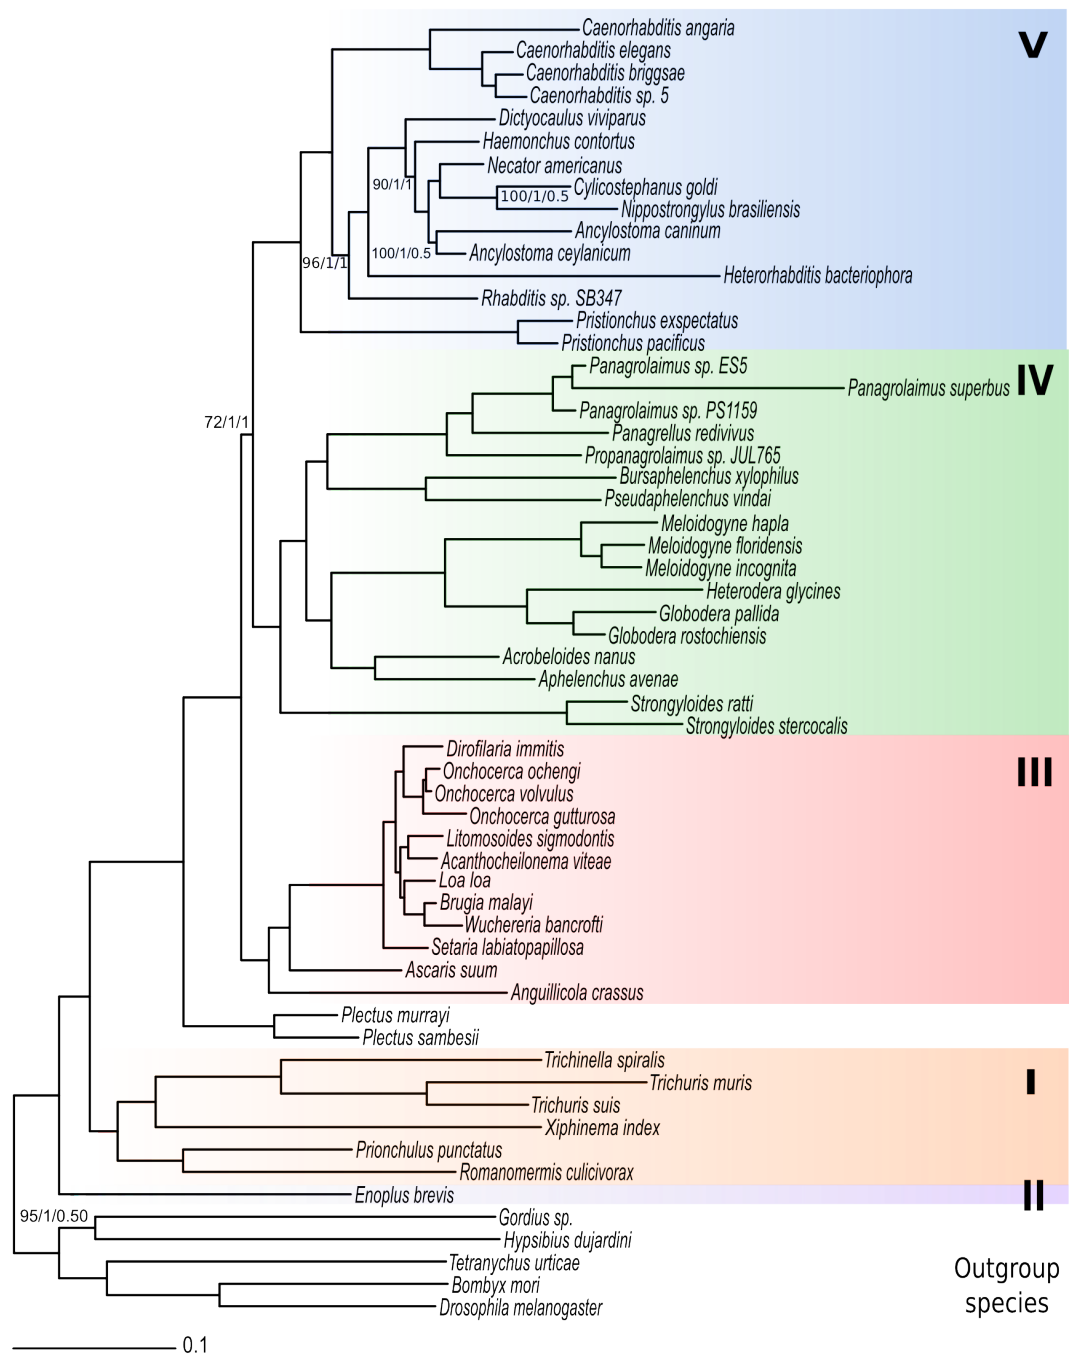 Caenorhabditis angaria
V
Caenorhabditis elegans
Caenorhabditis briggsae
Caenorhabditis sp. 5
Dictyocaulus viviparus
Haemonchus contortus
Necator americanus
90/1/1
Cylicostephanus goldi
100/1/0.5
Nippostrongylus brasiliensis
Ancylostoma caninum
100/1/0.5
Ancylostoma ceylanicum
96/1/1
Heterorhabditis bacteriophora
Rhabditis sp. SB347
Pristionchus exspectatus
Pristionchus pacificus
Panagrolaimus sp. ES5
IV
Panagrolaimus superbus
Panagrolaimus sp. PS1159
72/1/1
Panagrellus redivivus
Propanagrolaimus sp. JUL765
Bursaphelenchus xylophilus
Pseudaphelenchus vindai
Meloidogyne hapla
Meloidogyne floridensis
Meloidogyne incognita
Heterodera glycines
Globodera pallida
Globodera rostochiensis
Acrobeloides nanus
Aphelenchus avenae
Strongyloides ratti
Strongyloides stercocalis
Dirofilaria immitis
III
Onchocerca ochengi
Onchocerca volvulus
Onchocerca gutturosa
Litomosoides sigmodontis
Acanthocheilonema viteae
Loa loa
Brugia malayi
Wuchereria bancrofti
Setaria labiatopapillosa
Ascaris suum
Anguillicola crassus
Plectus murrayi
Plectus sambesii
Trichinella spiralis
I
Trichuris muris
Trichuris suis
Xiphinema index
Prionchulus punctatus
Romanomermis culicivorax
II
Enoplus brevis
95/1/0.50
Gordius sp.
Hypsibius dujardini
Tetranychus urticae
Outgroup
species
Bombyx mori
Drosophila melanogaster
0.1